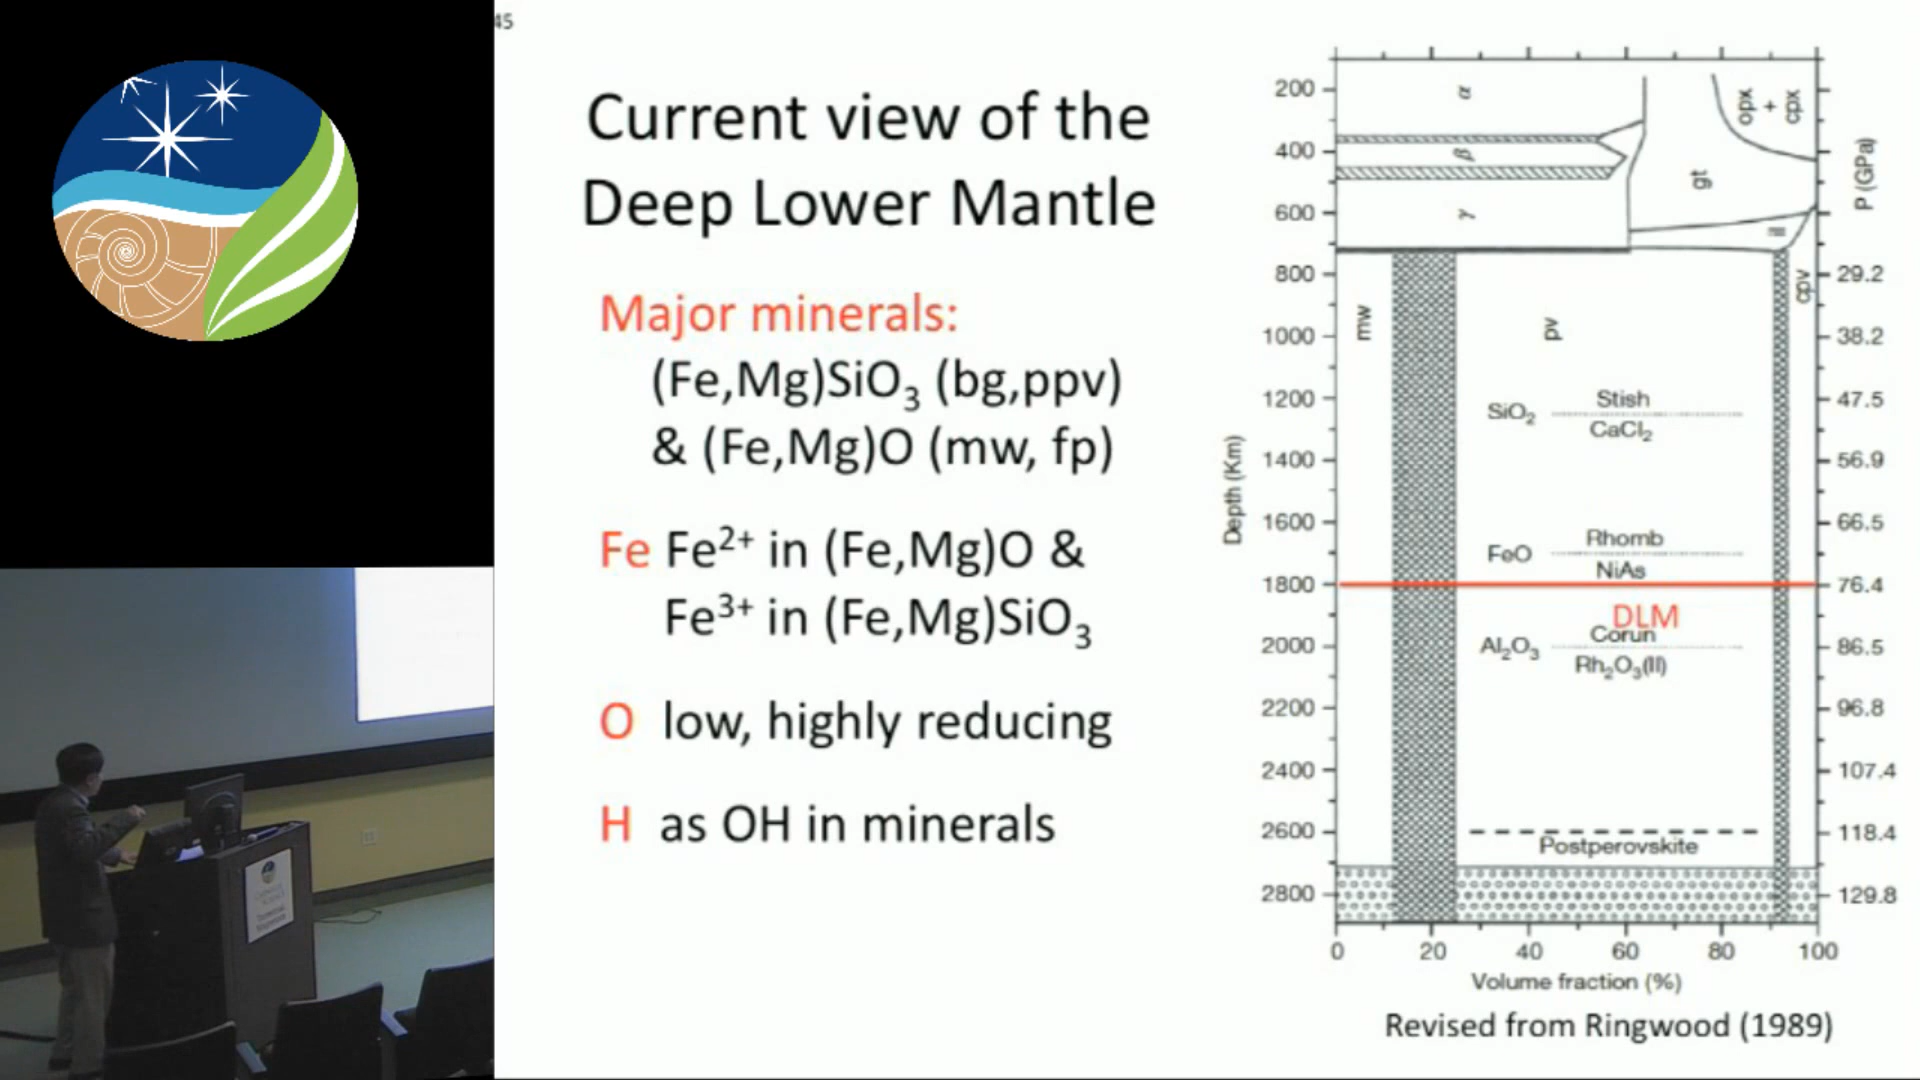 45
Current view of the
Deep Lower Mantle
Major minerals:
(Fe,Mg)SiO₃ (bg,ppv)
& (Fe,Mg)O (mw, fp)
Fe Fe²⁺ in (Fe,Mg)O &
Fe³⁺ in (Fe,Mg)SiO₃
O low, highly reducing
H as OH in minerals
Depth (Km)
200
400
600
800
1000
1200
1400
1600
1800
2000
2200
2400
2600
2800
α
β
γ
opx
+
cpx
gt
mw
pv
cpv
SiO₂
Stish
CaCl₂
FeO
Rhomb
NiAs
DLM
Al₂O₃
Corun
Rh₂O₃(II)
Postperovskite
P (GPa)
29.2
38.2
47.5
56.9
66.5
76.4
86.5
96.8
107.4
118.4
129.8
0 20 40 60 80 100
Volume fraction (%)
Revised from Ringwood (1989)